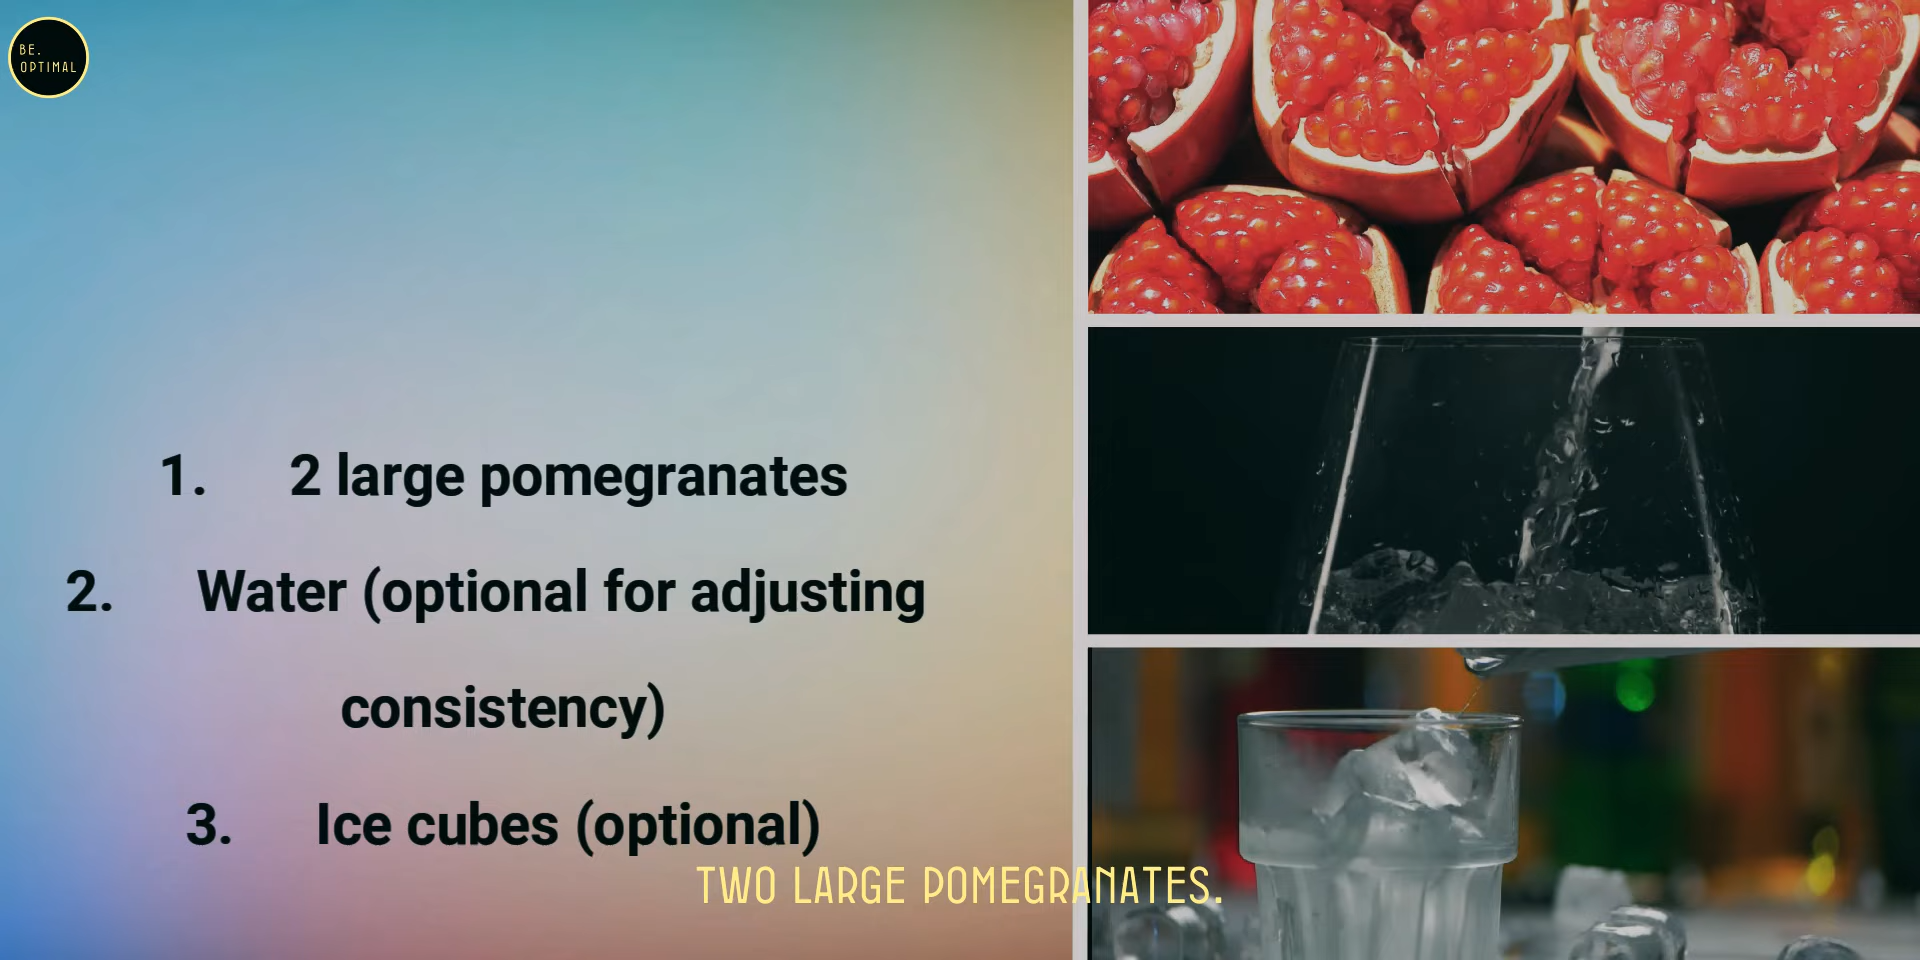 BE.
OPTIMAL
1. 2 large pomegranates
2. Water (optional for adjusting
consistency)
3. Ice cubes (optional)
TWO LARGE POMEGRANATES.